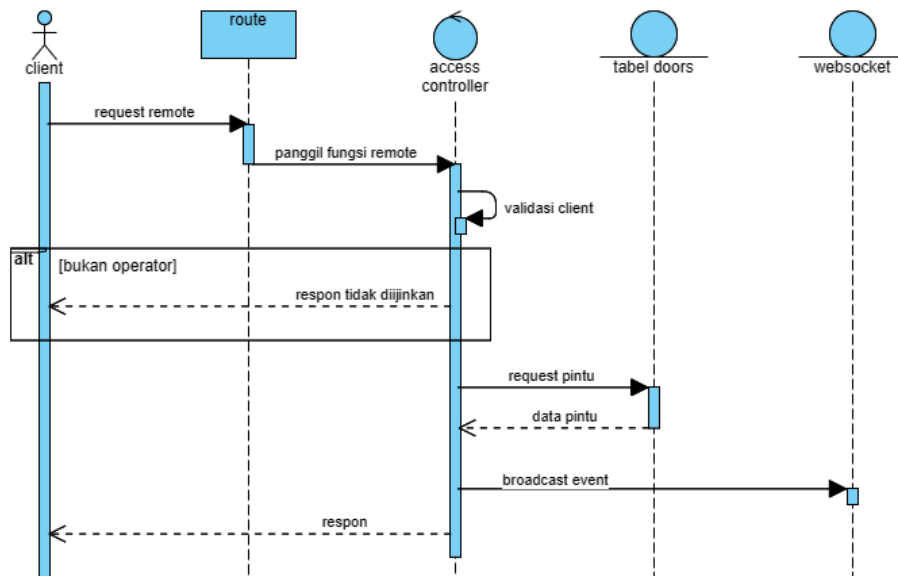 route
client
access
controller
tabel doors
websocket
request remote
panggil fungsi remote
validasi client
alt
[bukan operator]
respon tidak diijinkan
request pintu
data pintu
broadcast event
respon